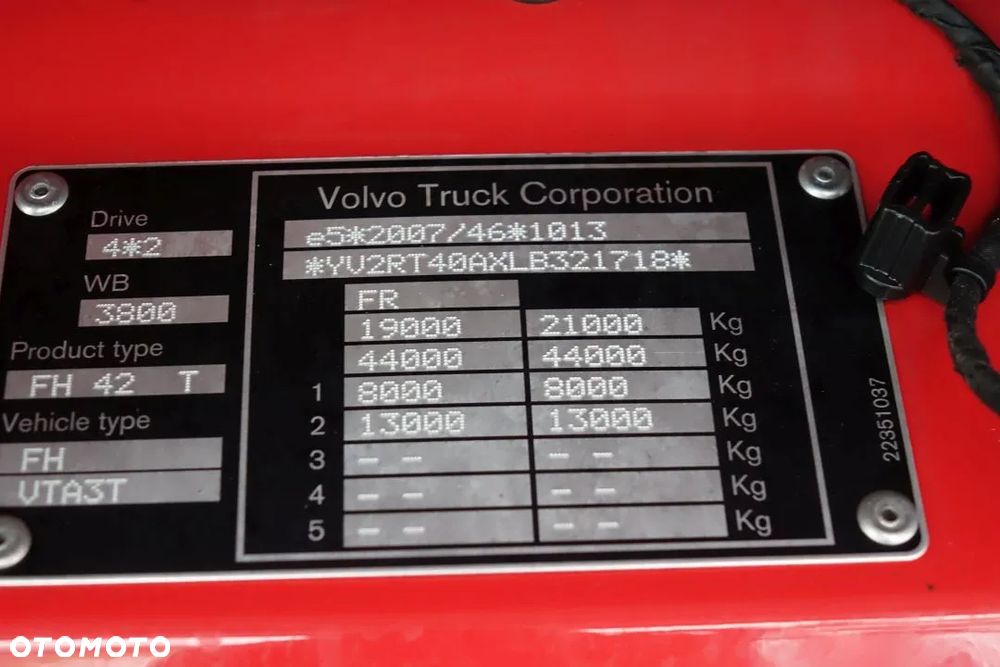 Volvo Truck Corporation
Drive
4*2
WB
3800
Product type
FH 42 T
Vehicle type
FH
VTA3T
e5*2007/46*1013
*YV2RT40AXLB321718*
FR
19000 21000 Kg
44000 44000 Kg
1 8000 8000 Kg
2 13000 13000 Kg
3 – – – – Kg
4 – – – – Kg
5 – – – – Kg
22351037
OTOMOTO